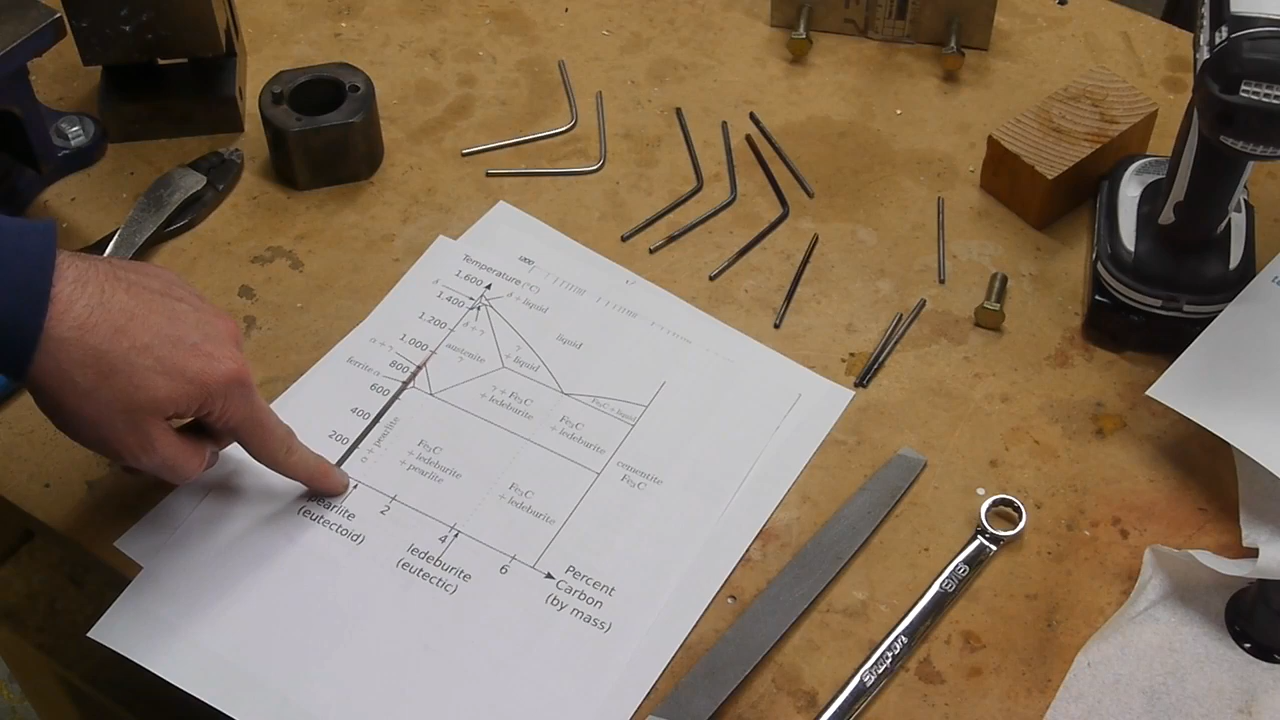 Temperature (°C)
1,600
δ
δ + liquid
1,400
δ + γ
liquid
1,200
1,000
austenite
γ
γ
+ liquid
α + γ
800
ferrite α
600
Fe₃C + liquid
γ + Fe₃C
+ ledeburite
Fe₃C
+ ledeburite
400
200
α + pearlite
Fe₃C
+ ledeburite
+ pearlite
Fe₃C
+ ledeburite
cementite
Fe₃C
pearlite
(eutectoid)
2
4
6
ledeburite
(eutectic)
Percent
Carbon
(by mass)
9/16
Snap-on